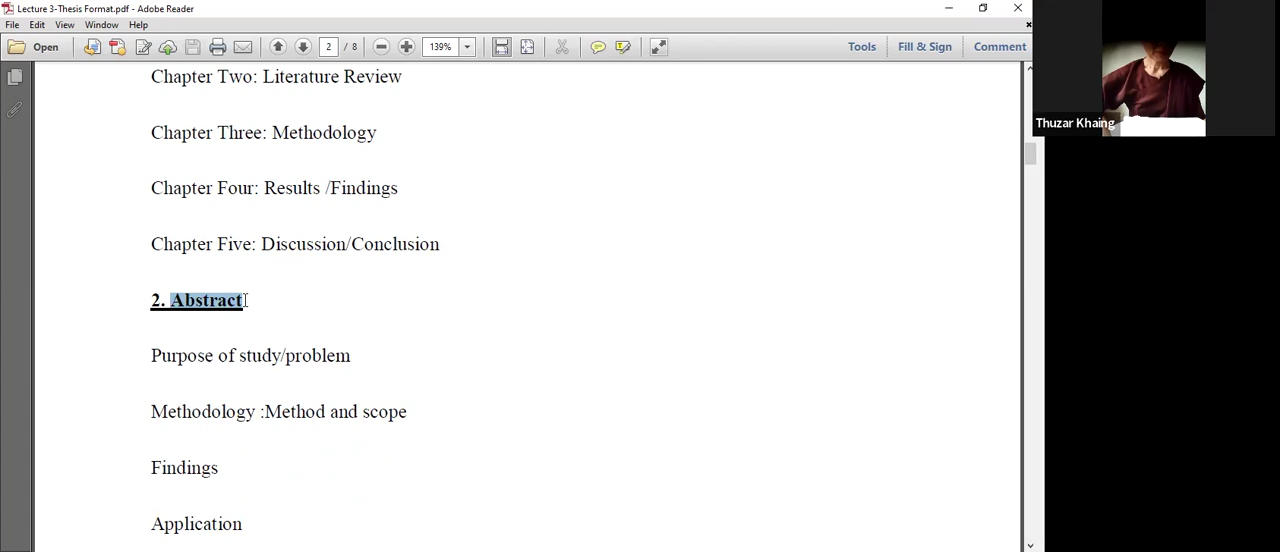 Lecture 3-Thesis Format.pdf - Adobe Reader
File Edit View Window Help
Open 2 / 8 139% Tools Fill & Sign Comment
Chapter Two: Literature Review
Chapter Three: Methodology
Chapter Four: Results /Findings
Chapter Five: Discussion/Conclusion
2. Abstract
Purpose of study/problem
Methodology :Method and scope
Findings
Application
Thuzar Khaing